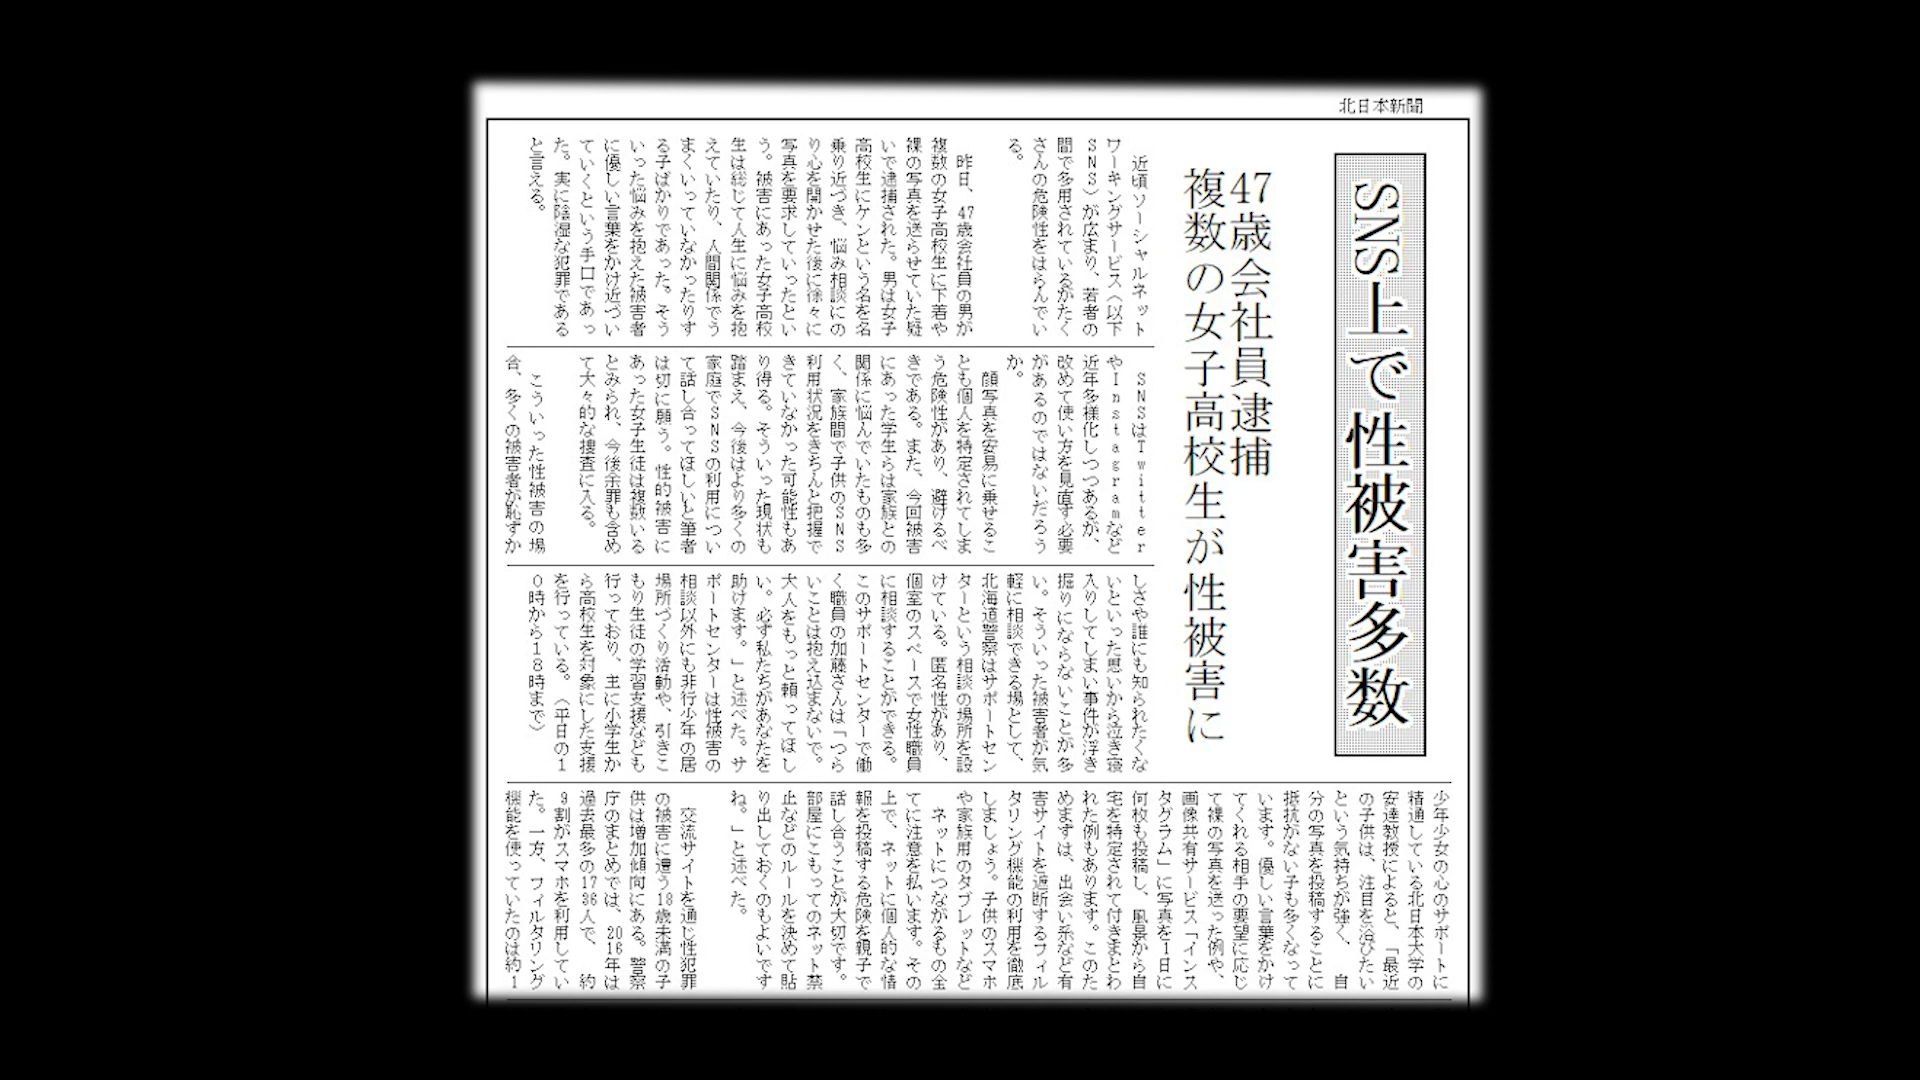 北日本新聞
SNS上で性被害多数
47歳会社員逮捕
複数の女子高校生が性被害に
近頃ソーシャルネット
ワーキングサービス（以下
SNS）が広まり、若者の
間で多用されているがたく
さんの危険性をはらんでい
る。
昨日、47歳会社員の男が
複数の女子高校生に下着や
裸の写真を送らせていた疑
いで逮捕された。男は女子
高校生にケンという名を名
乗り近づき、悩み相談にの
り心を開かせた後に徐々に
写真を要求していったとい
う。被害にあった女子高校
生は総じて人生に悩みを抱
えていたり、人間関係でう
まくいっていなかったりす
る子ばかりであった。そう
いった悩みを抱えた被害者
に優しい言葉をかけ近づい
ていくという手口であっ
た。実に陰湿な犯罪である
と言える。
SNSはTwitter
やInstagramなど
近年多様化しつつあるが、
改めて使い方を見直す必要
があるのではないだろう
か。
顔写真を安易に乗せるこ
とも個人を特定されてしま
う危険性があり、避けるべ
きである。また、今回被害
にあった学生らは家族との
関係に悩んでいたものも多
く、家族間で子供のSNS
利用状況をきちんと把握で
きていなかった可能性もあ
り得る。そういった現状も
踏まえ、今後はより多くの
家庭でSNSの利用につい
て話し合ってほしいと筆者
は切に願う。性的被害に
あった女子生徒は複数いる
とみられ、今後余罪も含め
て大々的な捜査に入る。
こういった性被害の場
合、多くの被害者が恥ずか
しさや誰にも知られたくな
いといった思いから泣き寝
入りしてしまい事件が浮き
掘りにならないことが多
い。そういった被害者が気
軽に相談できる場として、
北海道警察はサポートセン
ターという相談の場所を設
けている。匿名性があり、
個室のスペースで女性職員
に相談することができる。
このサポートセンターで働
く職員の加藤さんは「つら
いことは抱え込まないで。
大人をもっと頼ってほし
い。必ず私たちがあなたを
助けます。」と述べた。サ
ポートセンターは性被害の
相談以外にも非行少年の居
場所づくり活動や、引きこ
もり生徒の学習支援なども
行っており、主に小学生か
ら高校生を対象にした支援
を行っている。（平日の1
0時から18時まで）
少年少女の心のサポートに
精通している北日本大学の
安達教授によると、「最近
の子供は、注目を浴びたい
という気持ちが強く、自
分の写真を投稿することに
抵抗がない子も多くなって
います。優しい言葉をかけ
てくれる相手の要望に応じ
て裸の写真を送った例や、
画像共有サービス「インス
タグラム」に写真を1日に
何枚も投稿し、風景から自
宅を特定されて付きまとわ
れた例もあります。このた
めまずは、出会い系など有
害サイトを遮断するフィル
タリング機能の利用を徹底
しましょう。子供のスマホ
や家族用のタブレットなど
ネットにつながるもの全
てに注意を払います。その
上で、ネットに個人的な情
報を投稿する危険を親子で
話し合うことが大切です。
部屋にこもってのネット禁
止などのルールを決めて貼
り出しておくのもよいです
ね。」と述べた。
交流サイトを通じ性犯罪
の被害に遭う18歳未満の子
供は増加傾向にある。警察
庁のまとめでは、2016年は
過去最多の1736人で、約
9割がスマホを利用してい
た。一方、フィルタリング
機能を使っていたのは約1